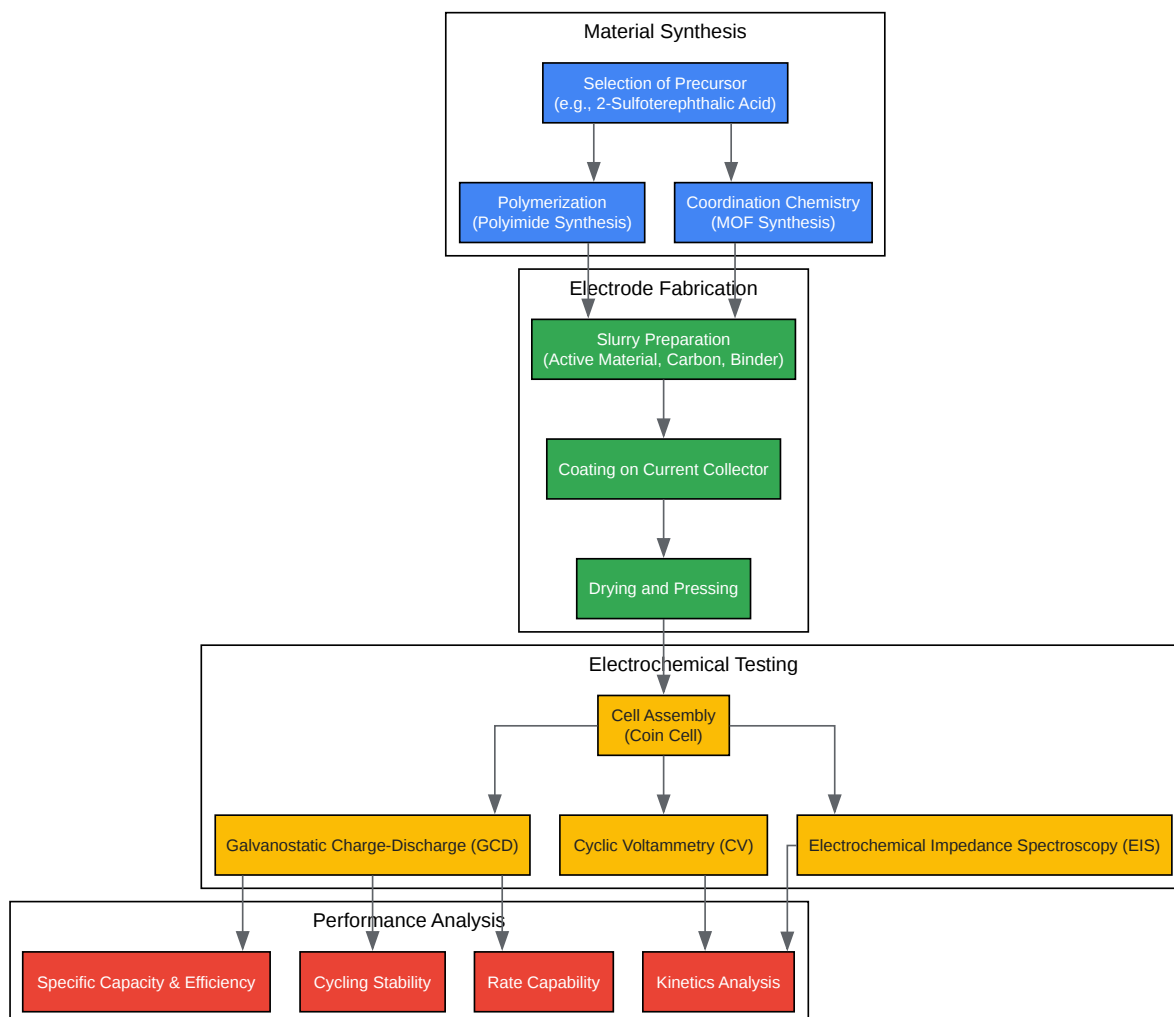 Material Synthesis
Selection of Precursor
(e.g., 2-Sulfoterephthalic Acid)
Polymerization
(Polyimide Synthesis)
Coordination Chemistry
(MOF Synthesis)
Electrode Fabrication
Slurry Preparation
(Active Material, Carbon, Binder)
Coating on Current Collector
Drying and Pressing
Electrochemical Testing
Cell Assembly
(Coin Cell)
Galvanostatic Charge-Discharge (GCD)
Cyclic Voltammetry (CV)
Electrochemical Impedance Spectroscopy (EIS)
Performance Analysis
Specific Capacity & Efficiency
Cycling Stability
Rate Capability
Kinetics Analysis